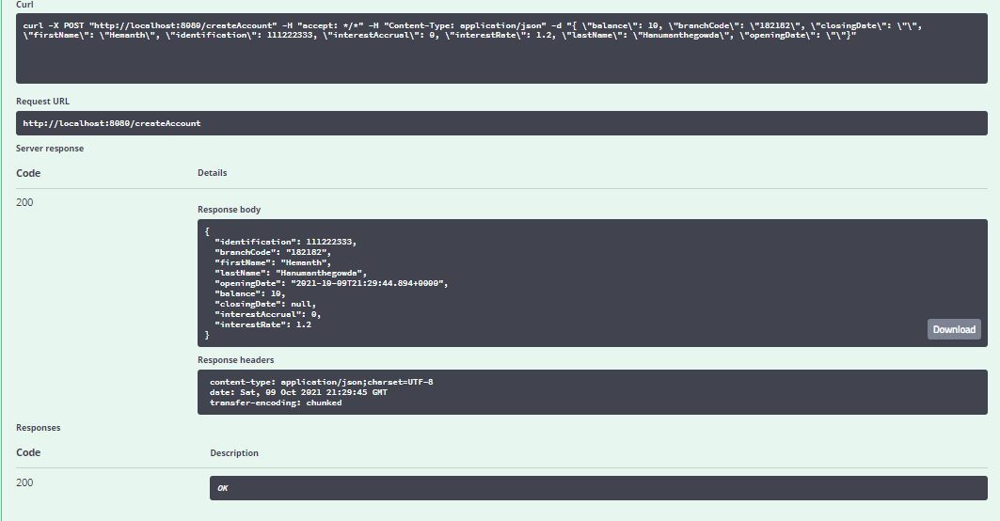 Curl
curl -X POST "http://localhost:8080/createAccount" -H "accept: */*" -H "Content-Type: application/json" -d "{ \"balance\": 10, \"branchCode\": \"182182\", \"closingDate\": \"\",
\"firstName\": \"Hemanth\", \"identification\": 111222333, \"interestAccrual\": 0, \"interestRate\": 1.2, \"lastName\": \"Hanumanthegowda\", \"openingDate\": \"\"}"
Request URL
http://localhost:8080/createAccount
Server response
Code Details
200
Response body
{
  "identification": 111222333,
  "branchCode": "182182",
  "firstName": "Hemanth",
  "lastName": "Hanumanthegowda",
  "openingDate": "2021-10-09T21:29:44.894+0000",
  "balance": 10,
  "closingDate": null,
  "interestAccrual": 0,
  "interestRate": 1.2
}
Download
Response headers
content-type: application/json;charset=UTF-8
date: Sat, 09 Oct 2021 21:29:45 GMT
transfer-encoding: chunked
Responses
Code Description
200 OK